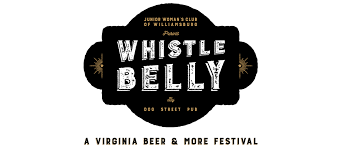 JUNIOR WOMAN'S CLUB
OF WILLIAMSBURG
Presents
WHISTLE
BELLY
By
DOG STREET PUB
A VIRGINIA BEER & MORE FESTIVAL